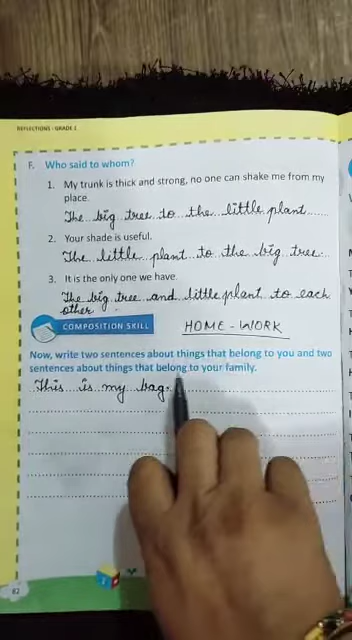 REFLECTIONS - GRADE 1
F. Who said to whom?
1. My trunk is thick and strong, no one can shake me from my
place.
The big tree to the little plant
2. Your shade is useful.
The little plant to the big tree
3. It is the only one we have.
The big tree and little plant to each
other
COMPOSITION SKILL
HOME-WORK
Now, write two sentences about things that belong to you and two
sentences about things that belong to your family.
This is my bag.
82